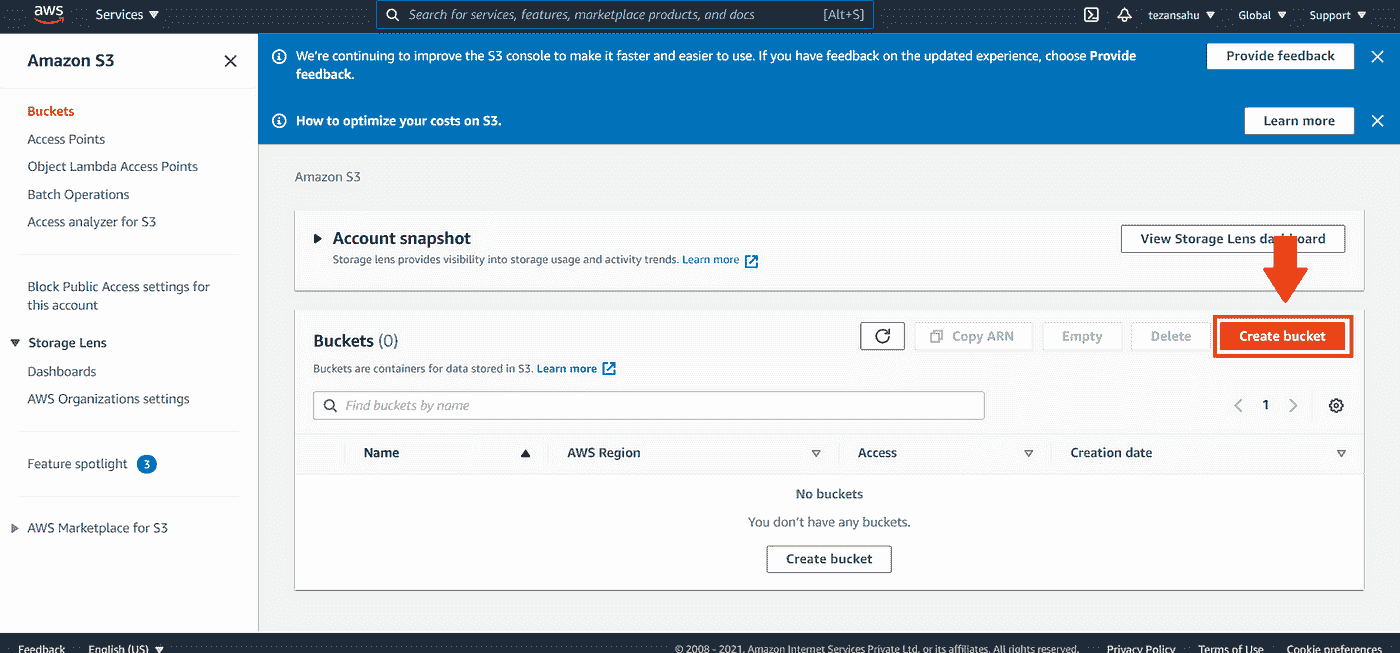 aws
Services
Search for services, features, marketplace products, and docs
[Alt+S]
tezansahu
Global
Support
Amazon S3
Buckets
Access Points
Object Lambda Access Points
Batch Operations
Access analyzer for S3
Block Public Access settings for
this account
Storage Lens
Dashboards
AWS Organizations settings
Feature spotlight 3
AWS Marketplace for S3
We're continuing to improve the S3 console to make it faster and easier to use. If you have feedback on the updated experience, choose Provide
feedback.
Provide feedback
How to optimize your costs on S3.
Learn more
Amazon S3
Account snapshot
Storage lens provides visibility into storage usage and activity trends. Learn more
View Storage Lens dashboard
Buckets (0)
Copy ARN
Empty
Delete
Create bucket
Buckets are containers for data stored in S3. Learn more
Find buckets by name
1
Name
AWS Region
Access
Creation date
No buckets
You don't have any buckets.
Create bucket
Feedback
English (US)
© 2008 - 2021, Amazon Internet Services Private Ltd. or its affiliates. All rights reserved.
Privacy Policy
Terms of Use
Cookie preferences